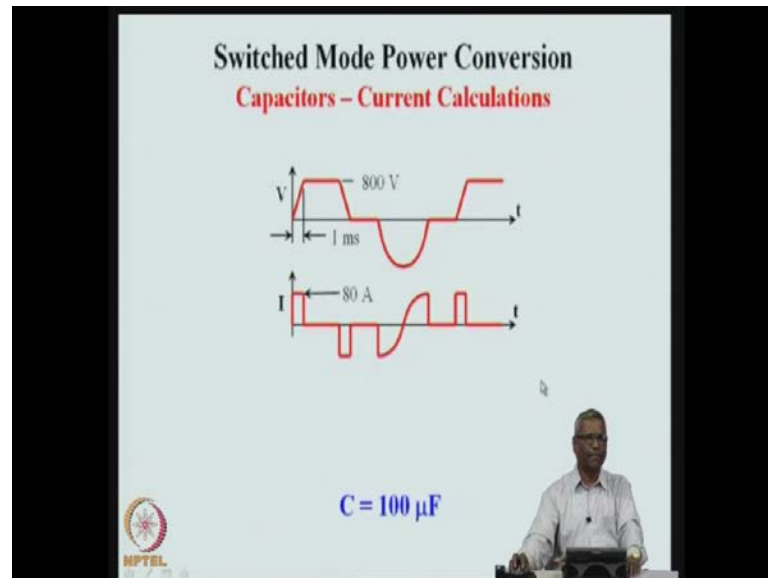 Switched Mode Power Conversion
Capacitors – Current Calculations
V
800 V
t
1 ms
I
80 A
t
C = 100 μF
NPTEL